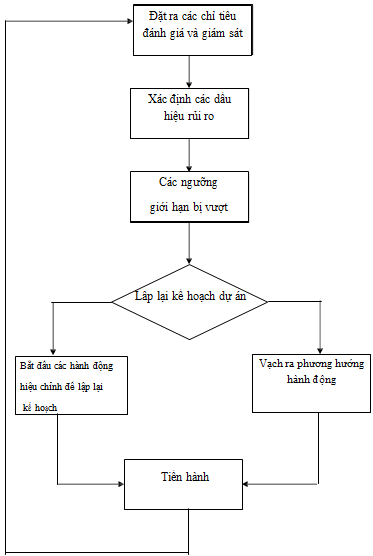 Đặt ra các chỉ tiêu
đánh giá và giám sát
Xác định các dấu
hiệu rủi ro
Các ngưỡng
giới hạn bị vượt
Lập lại kế hoạch dự án
Bắt đầu các hành động
hiệu chỉnh để lập lại
kế hoạch
Vạch ra phương hướng
hành động
Tiến hành